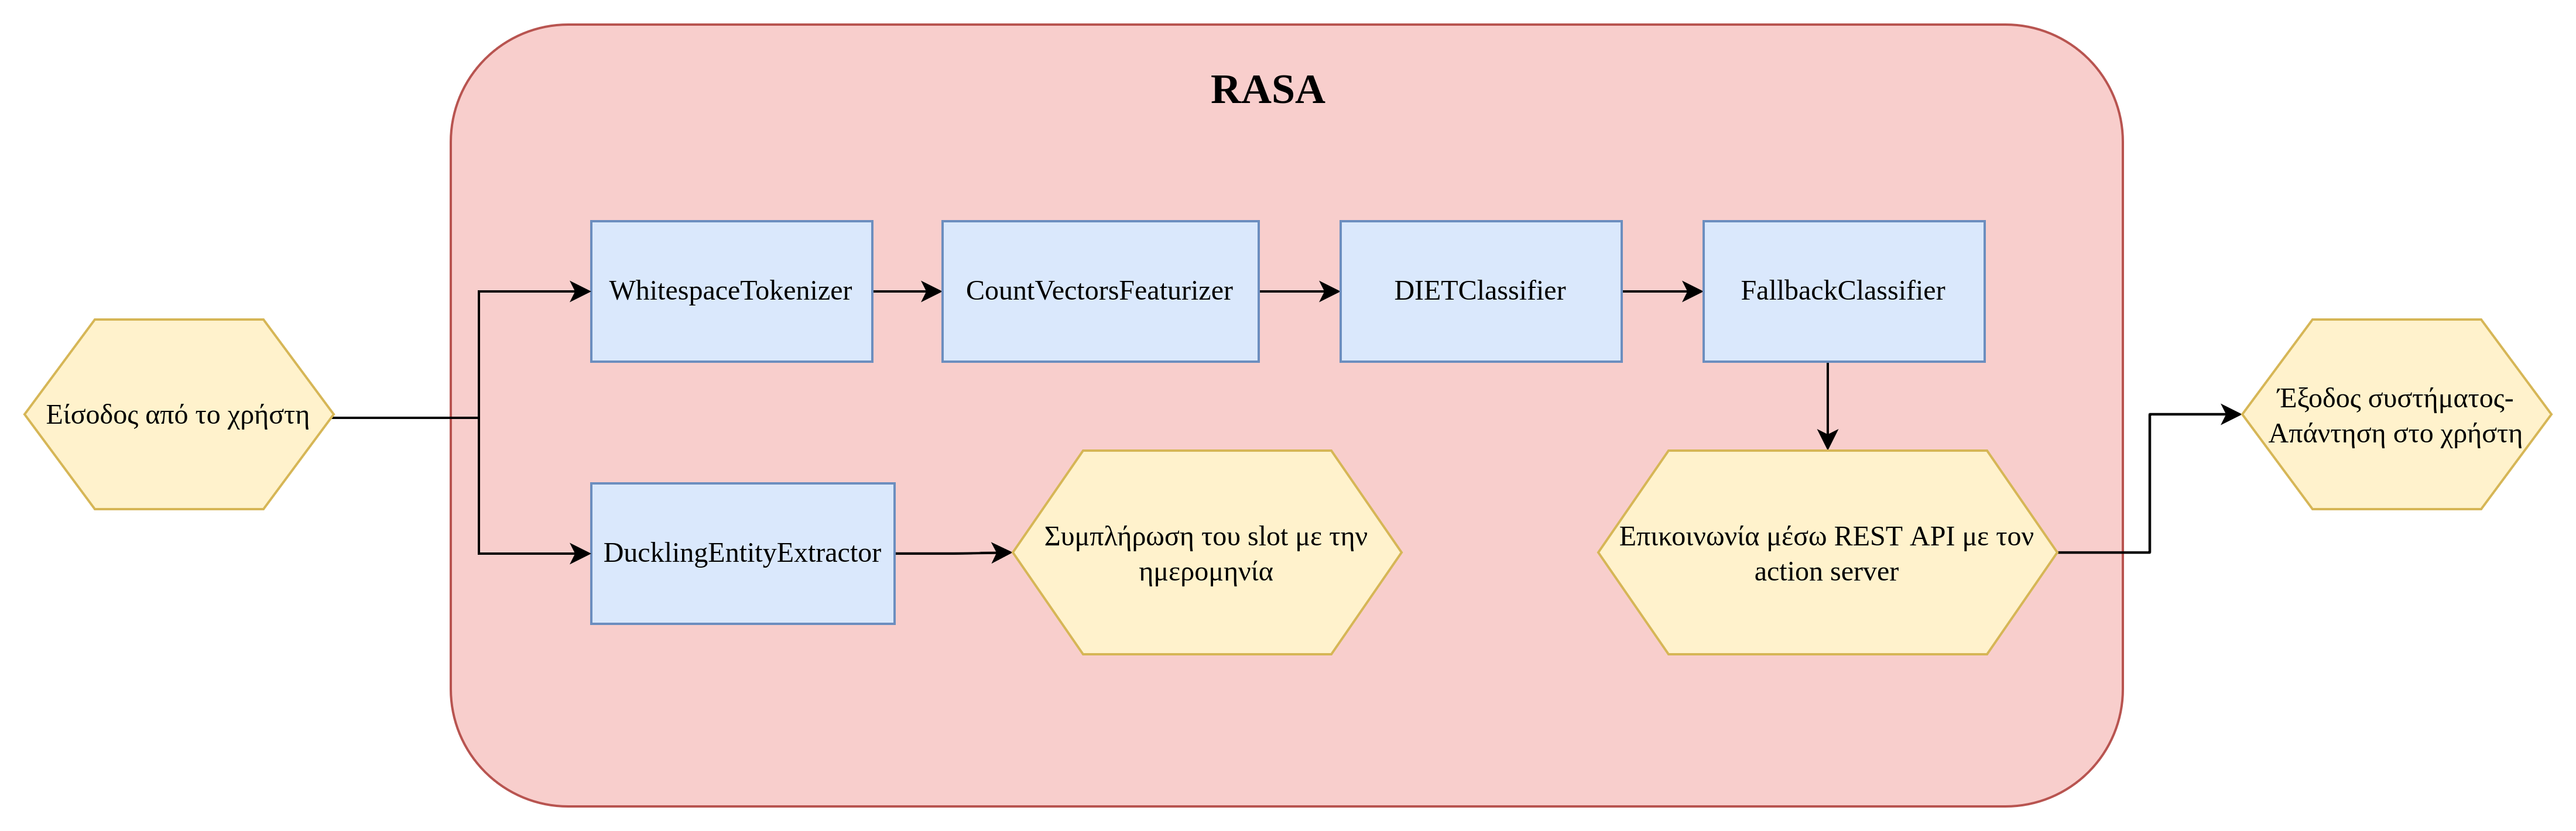 RASA
WhitespaceTokenizer
CountVectorsFeaturizer
DIETClassifier
FallbackClassifier
Είσοδος από το χρήστη
Έξοδος συστήματος-
Απάντηση στο χρήστη
DucklingEntityExtractor
Συμπλήρωση του slot με την
ημερομηνία
Επικοινωνία μέσω REST API με τον
action server